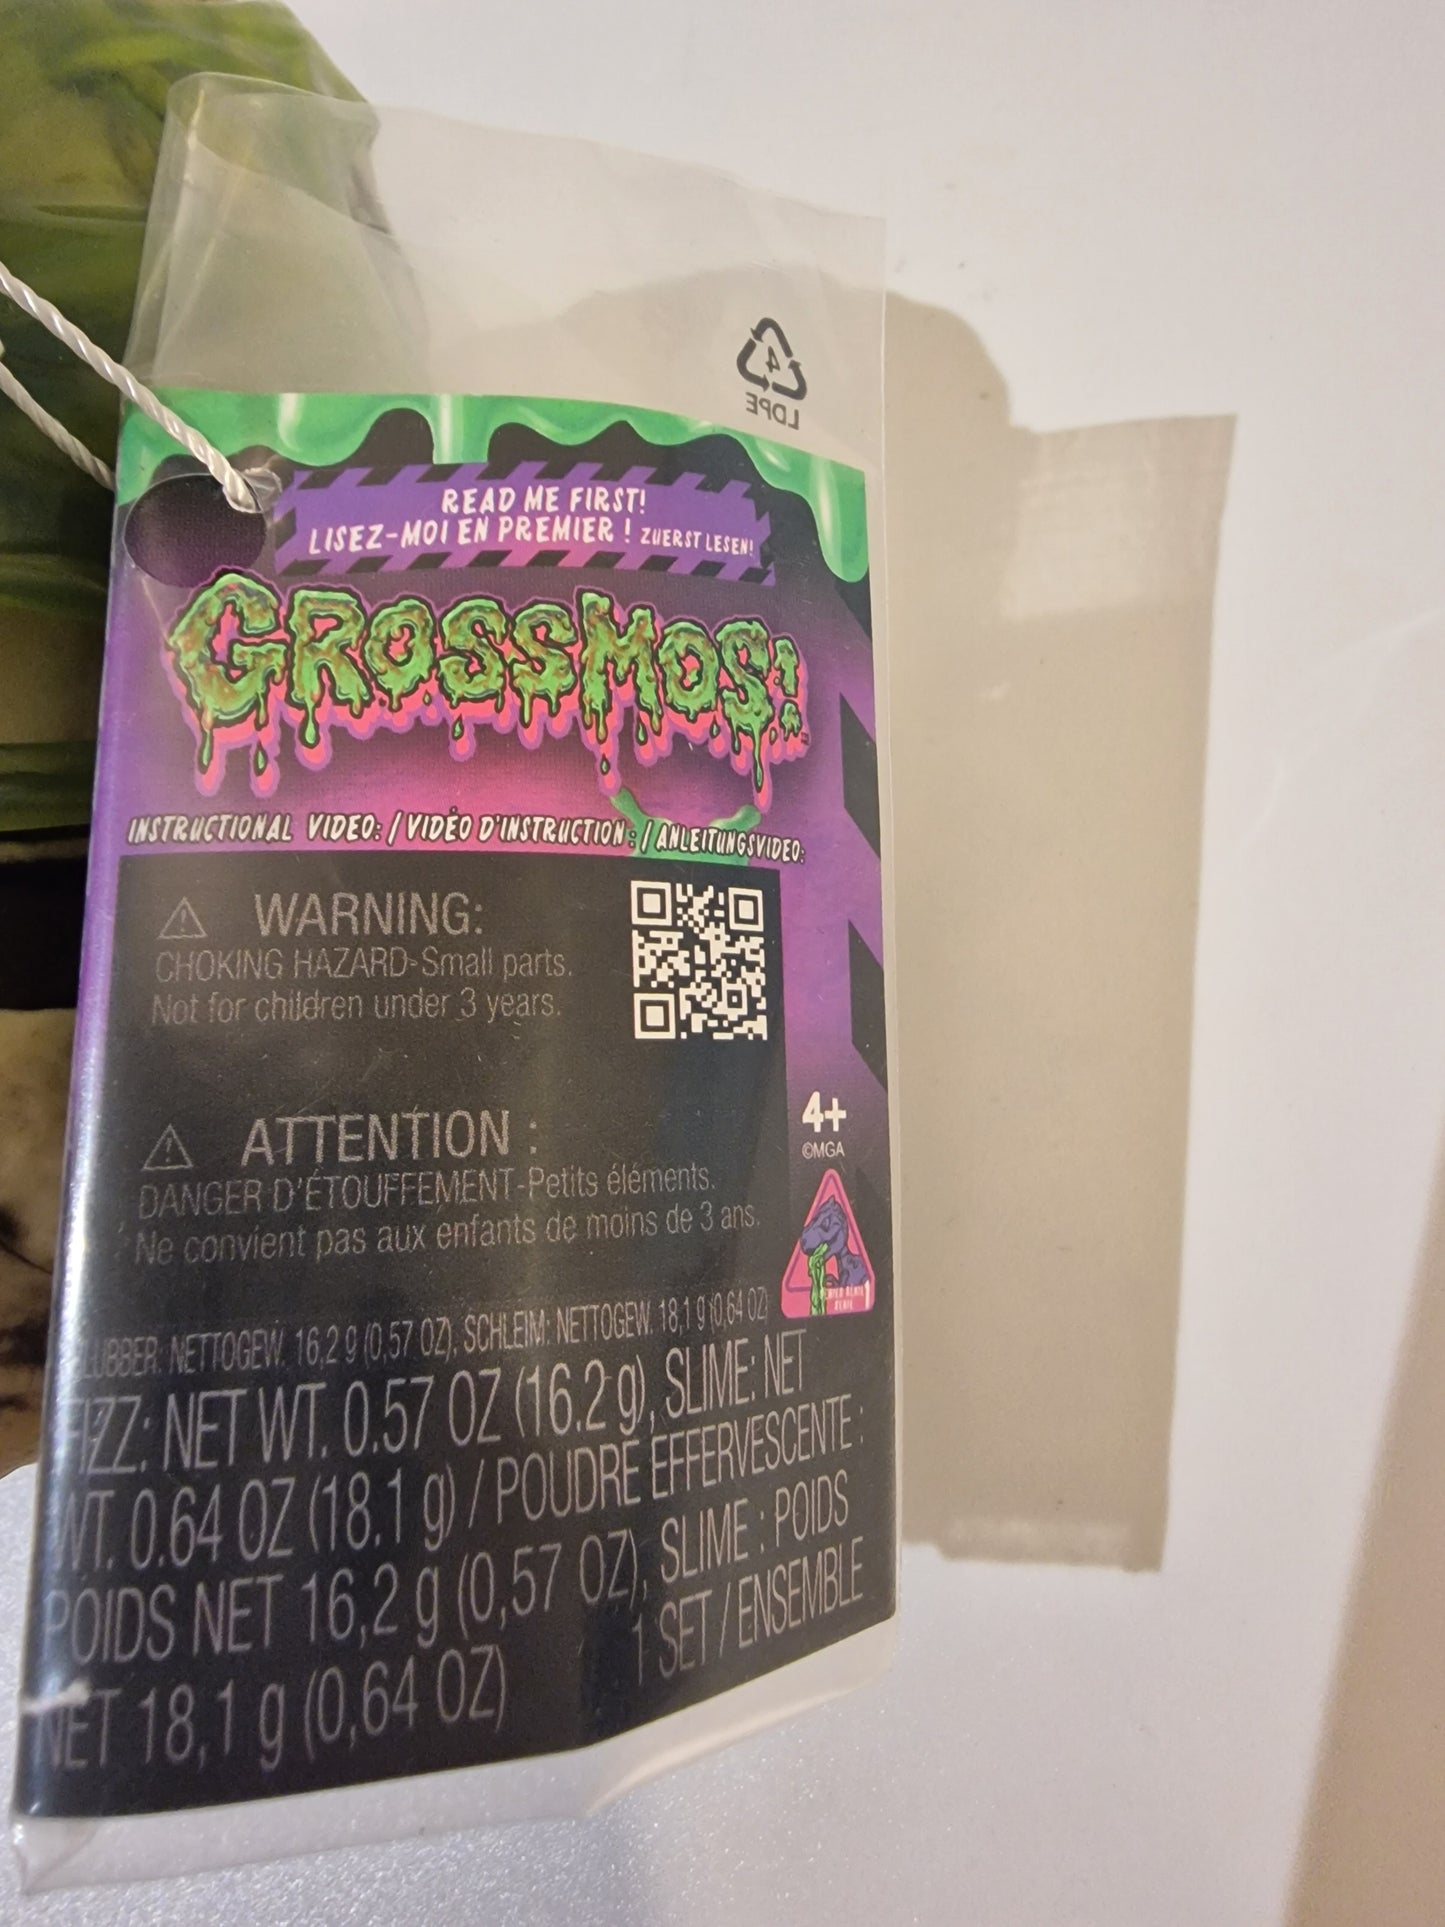 4
LDPE
READ ME FIRST!
LISEZ-MOI EN PREMIER ! ZUERST LESEN!
GROSSMOS!
INSTRUCTIONAL VIDEO: / VIDÉO D'INSTRUCTION : / ANLEITUNGSVIDEO:
WARNING:
CHOKING HAZARD-Small parts.
Not for children under 3 years.
4+
©MGA
ATTENTION :
DANGER D'ÉTOUFFEMENT-Petits éléments.
Ne convient pas aux enfants de moins de 3 ans.
LUBBER: NETTOGEW. 16,2 g (0,57 OZ), SCHLEIM: NETTOGEW. 18,1 g (0,64 OZ)
FIZZ: NET WT. 0.57 OZ (16.2 g), SLIME: NET
WT. 0.64 OZ (18.1 g) / POUDRE EFFERVESCENTE :
POIDS NET 16,2 g (0,57 OZ), SLIME : POIDS
NET 18,1 g (0,64 OZ) 1 SET / ENSEMBLE